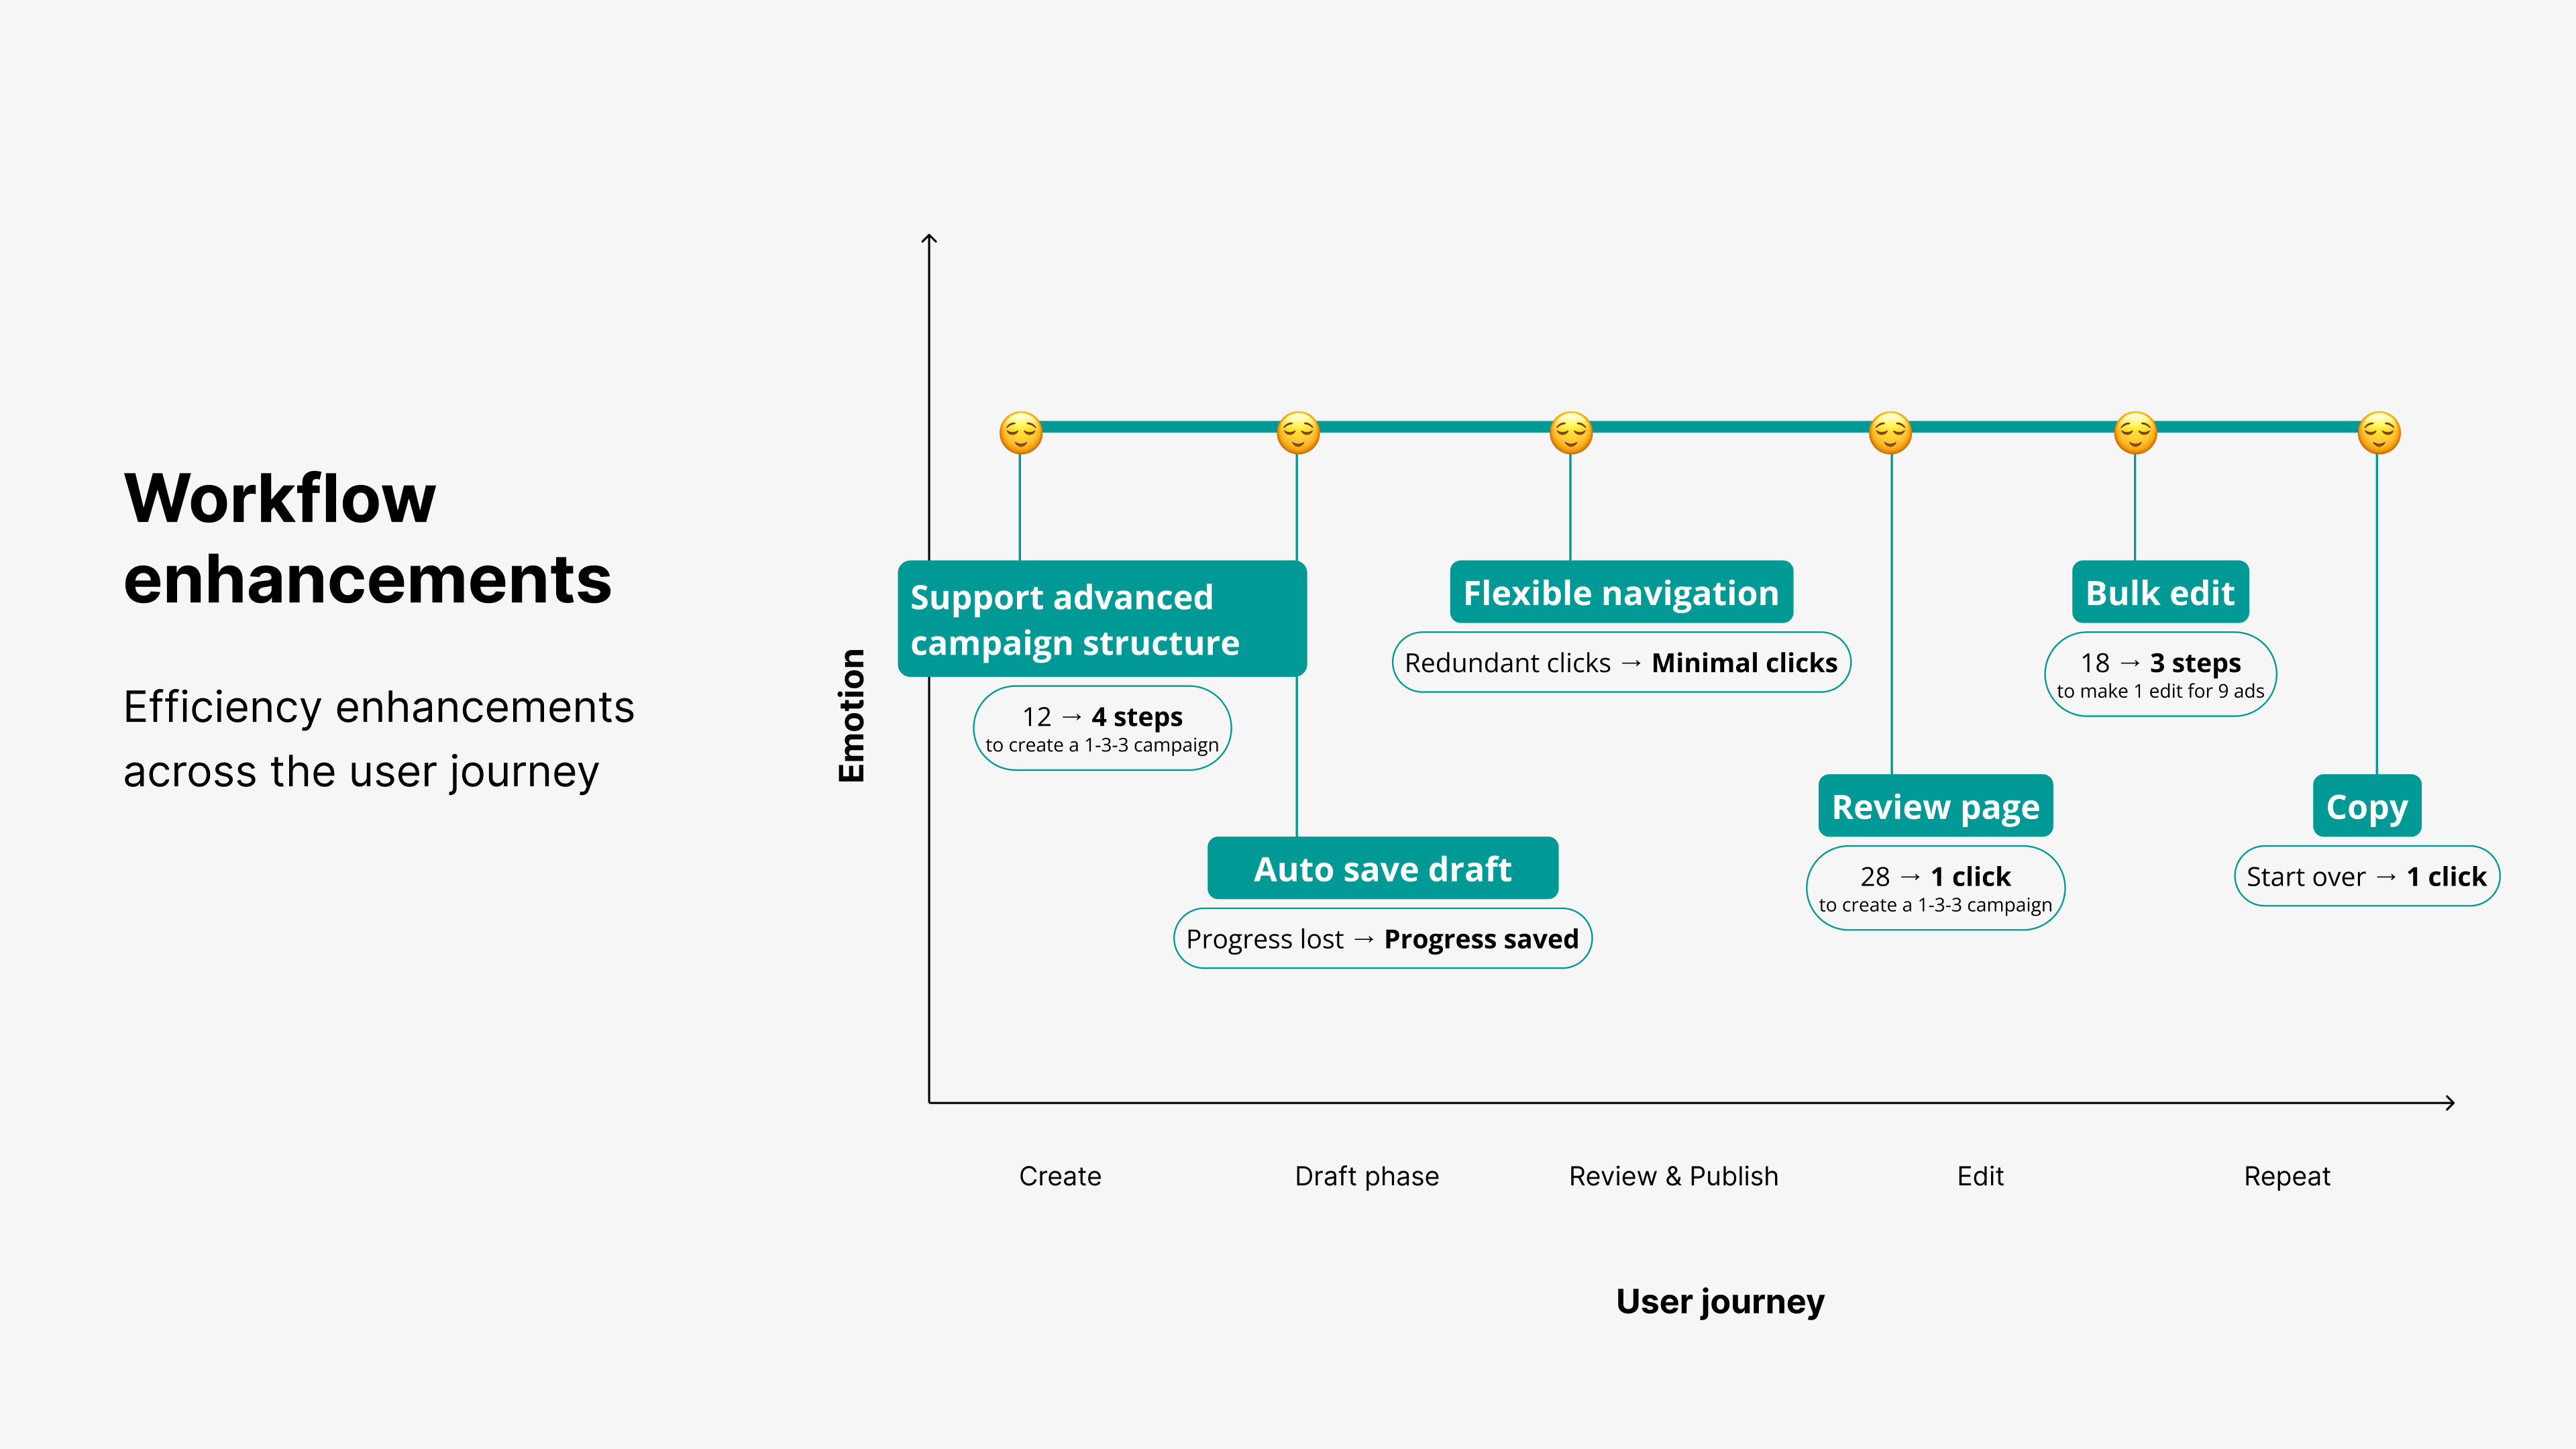 Workflow
enhancements
Efficiency enhancements
across the user journey
Emotion
Support advanced
campaign structure
12 → 4 steps
to create a 1-3-3 campaign
Auto save draft
Progress lost → Progress saved
Flexible navigation
Redundant clicks → Minimal clicks
Review page
28 → 1 click
to create a 1-3-3 campaign
Bulk edit
18 → 3 steps
to make 1 edit for 9 ads
Copy
Start over → 1 click
Create
Draft phase
Review & Publish
Edit
Repeat
User journey